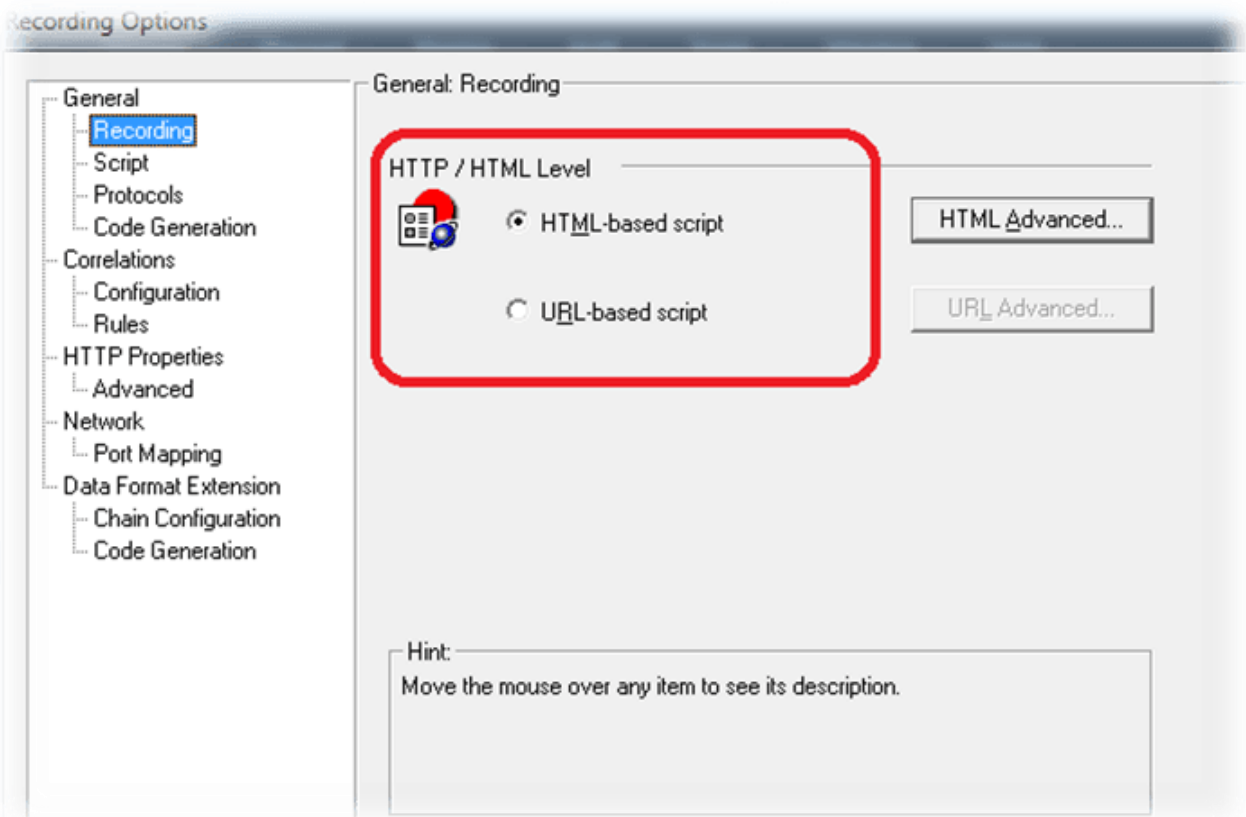 Recording Options
General
Recording
Script
Protocols
Code Generation
Correlations
Configuration
Rules
HTTP Properties
Advanced
Network
Port Mapping
Data Format Extension
Chain Configuration
Code Generation
General: Recording
HTTP / HTML Level
HTML-based script
HTML Advanced...
URL-based script
URL Advanced...
Hint:
Move the mouse over any item to see its description.